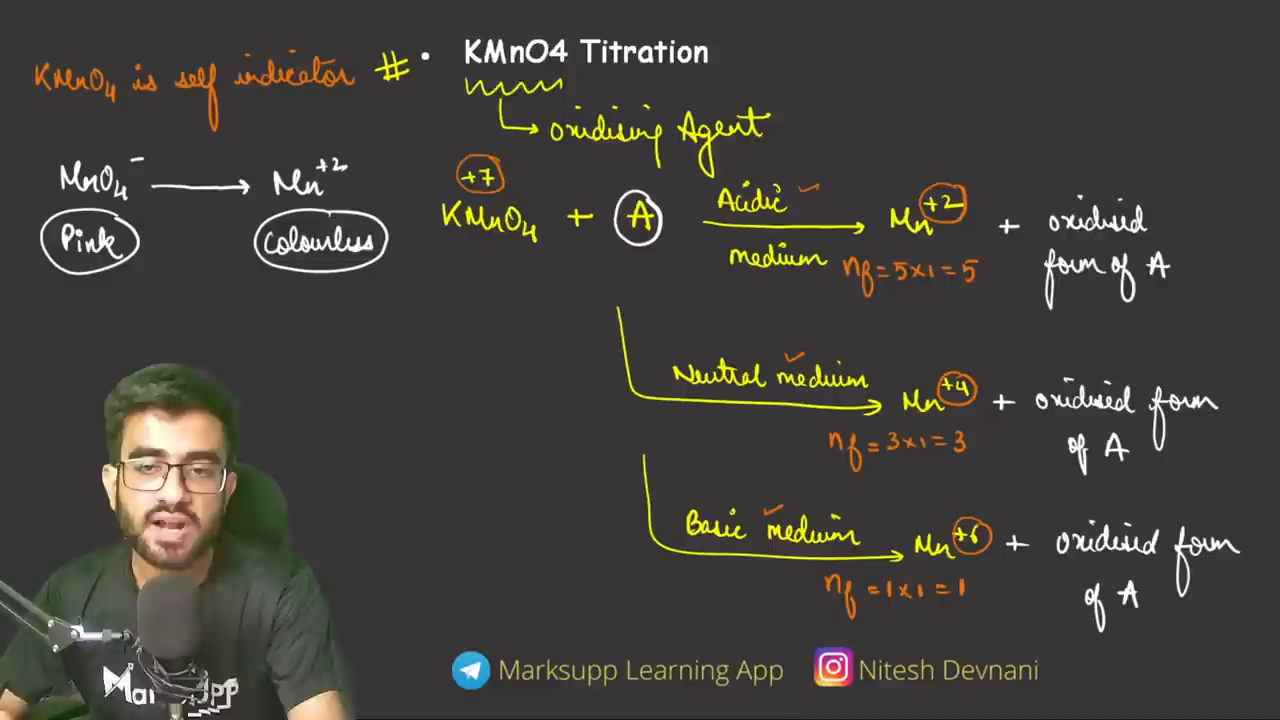 KMnO4 is self indicator #
• KMnO4 Titration
→ oxidising Agent
MnO4⁻ → Mn+2
Pink Colourless
+7
KMnO4 + A Acidic medium → Mn+2 + oxidised form of A
nf = 5×1 = 5
Neutral medium → Mn+4 + oxidised form of A
nf = 3×1 = 3
Basic medium → Mn+6 + oxidised form of A
nf = 1×1 = 1
Marksupp Learning App Nitesh Devnani